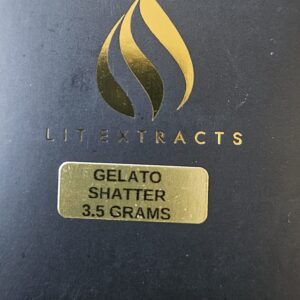 LIT EXTRACTS
GELATO
SHATTER
3.5 GRAMS